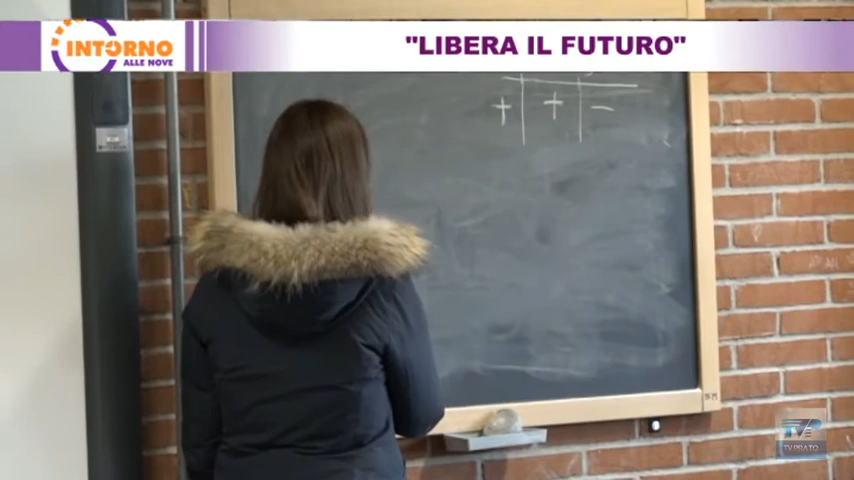 INTORNO
ALLE NOVE
"LIBERA IL FUTURO"
+ + −
TV PRATO